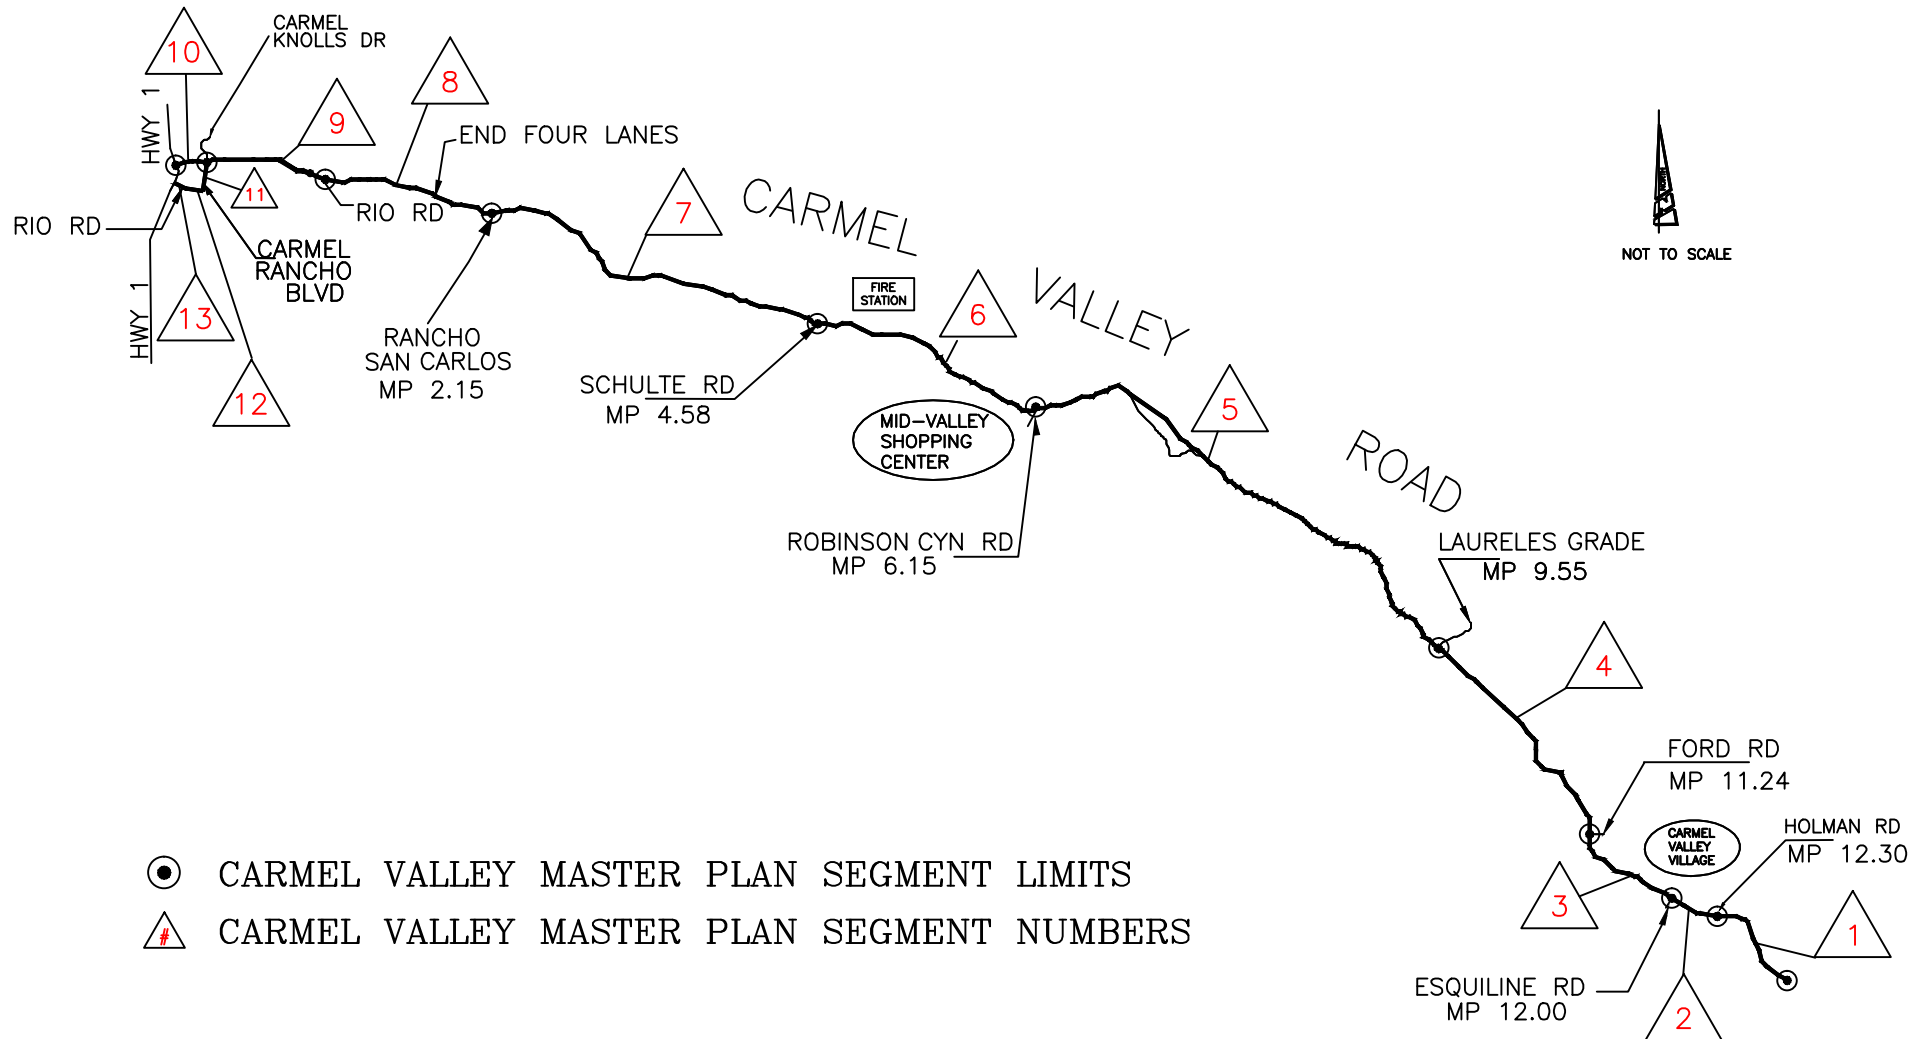 10
CARMEL
KNOLLS DR
8
HWY 1
9
END FOUR LANES
11
RIO RD
RIO RD
7
CARMEL
VALLEY
ROAD
NOT TO SCALE
CARMEL
RANCHO
BLVD
FIRE
STATION
6
HWY 1
13
12
RANCHO
SAN CARLOS
MP 2.15
SCHULTE RD
MP 4.58
MID-VALLEY
SHOPPING
CENTER
5
ROBINSON CYN RD
MP 6.15
LAURELES GRADE
MP 9.55
4
FORD RD
MP 11.24
CARMEL
VALLEY
VILLAGE
HOLMAN RD
MP 12.30
3
1
ESQUILINE RD
MP 12.00
2
CARMEL VALLEY MASTER PLAN SEGMENT LIMITS
# CARMEL VALLEY MASTER PLAN SEGMENT NUMBERS